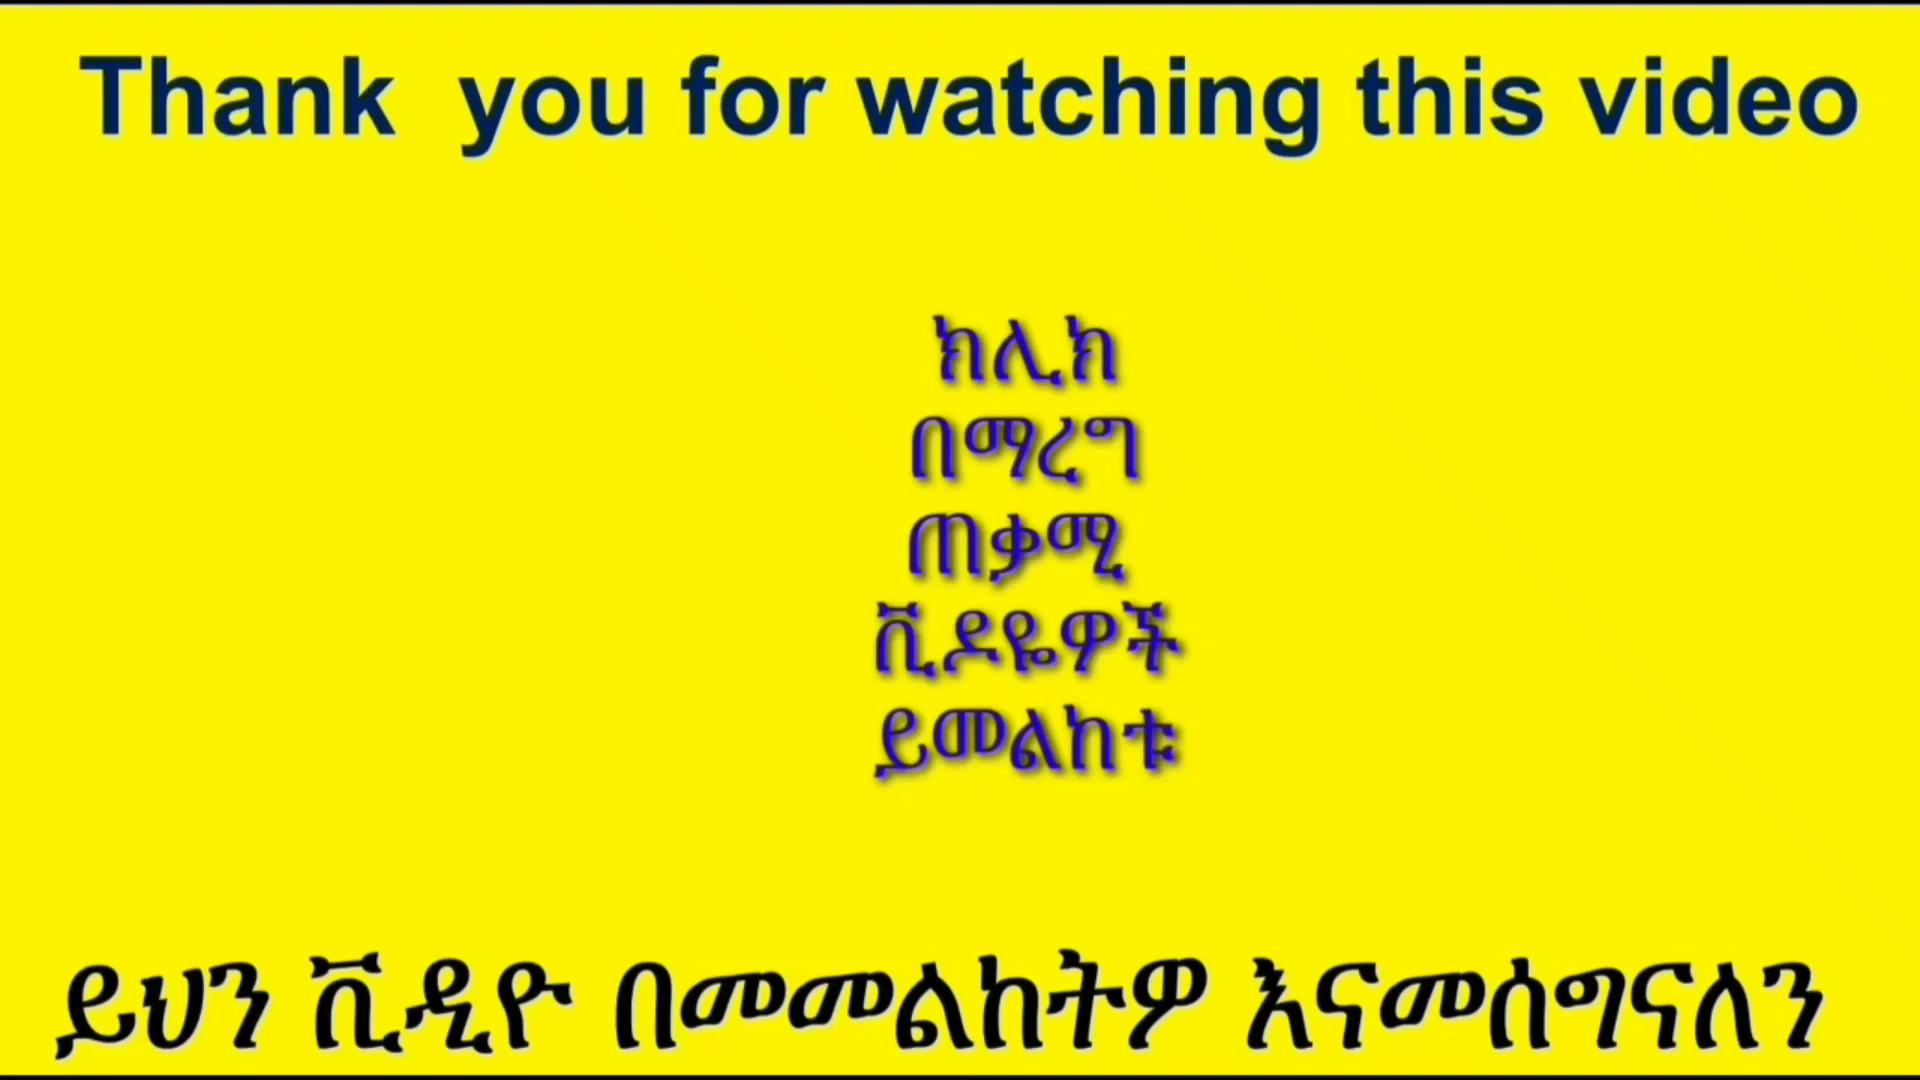 Thank you for watching this video
ክሊክ
በማረግ
ጠቃሚ
ቪዶዬዎች
ይመልከቱ
ይህን ቪዲዮ በመመልከትዎ እናመሰግናለን